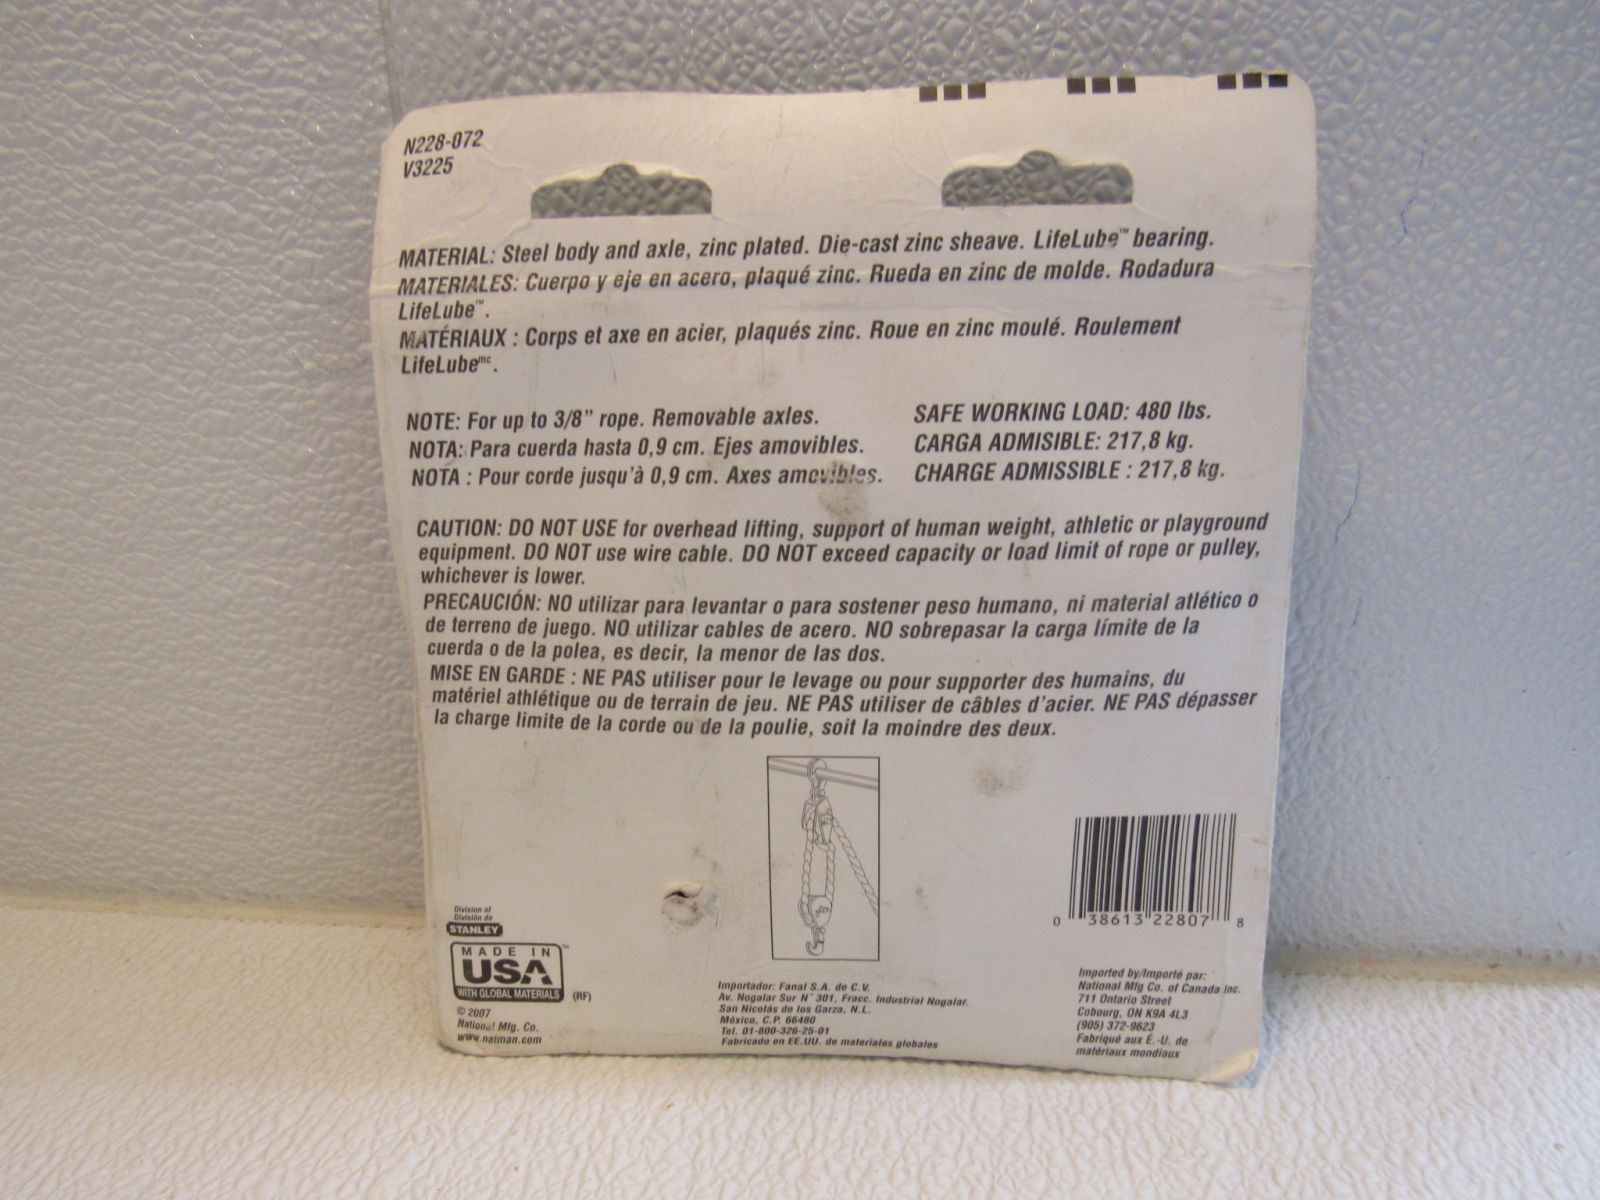 N228-072
V3225
MATERIAL: Steel body and axle, zinc plated. Die-cast zinc sheave. LifeLube™ bearing.
MATERIALES: Cuerpo y eje en acero, plaqué zinc. Rueda en zinc de molde. Rodadura
LifeLube™.
MATÉRIAUX : Corps et axe en acier, plaqués zinc. Roue en zinc moulé. Roulement
LifeLube mc.
NOTE: For up to 3/8" rope. Removable axles.
NOTA: Para cuerda hasta 0,9 cm. Ejes amovibles.
NOTA : Pour corde jusqu'à 0,9 cm. Axes amovibles.
SAFE WORKING LOAD: 480 lbs.
CARGA ADMISIBLE: 217,8 kg.
CHARGE ADMISSIBLE : 217,8 kg.
CAUTION: DO NOT USE for overhead lifting, support of human weight, athletic or playground
equipment. DO NOT use wire cable. DO NOT exceed capacity or load limit of rope or pulley,
whichever is lower.
PRECAUCIÓN: NO utilizar para levantar o para sostener peso humano, ni material atlético o
de terreno de juego. NO utilizar cables de acero. NO sobrepasar la carga límite de la
cuerda o de la polea, es decir, la menor de las dos.
MISE EN GARDE : NE PAS utiliser pour le levage ou pour supporter des humains, du
matériel athlétique ou de terrain de jeu. NE PAS utiliser de câbles d'acier. NE PAS dépasser
la charge limite de la corde ou de la poulie, soit la moindre des deux.
Division of
División de
STANLEY
MADE IN ™
USA
WITH GLOBAL MATERIALS (RF)
© 2007
National Mfg. Co.
www.natman.com
Importador: Fanal S.A. de C.V.
Av. Nogalar Sur N° 301, Fracc. Industrial Nogalar.
San Nicolás de los Garza, N.L.
México, C.P. 66480
Tel. 01-800-326-25-01
Fabricado en EE.UU. de materiales globales
0 38613 22807 8
Imported by/Importé par:
National Mfg Co. of Canada Inc.
711 Ontario Street
Cobourg, ON K9A 4L3
(905) 372-9623
Fabriqué aux É.-U. de
matériaux mondiaux